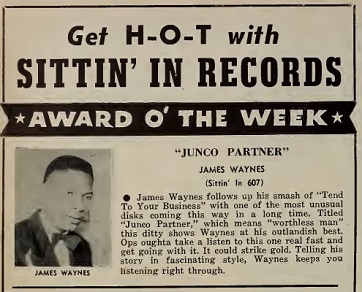 Get H-O-T with
SITTIN' IN RECORDS
★AWARD O' THE WEEK★
"JUNCO PARTNER"
JAMES WAYNES
(Sittin' In 607)
● James Waynes follows up his smash of "Tend
To Your Business" with one of the most unusual
disks coming this way in a long time. Titled
"Junco Partner," which means "worthless man"
this ditty shows Waynes at his outlandish best.
Ops oughta take a listen to this one real fast and
get going with it. It could strike gold. Telling his
story in fascinating style, Waynes keeps you
listening right through.
JAMES WAYNES